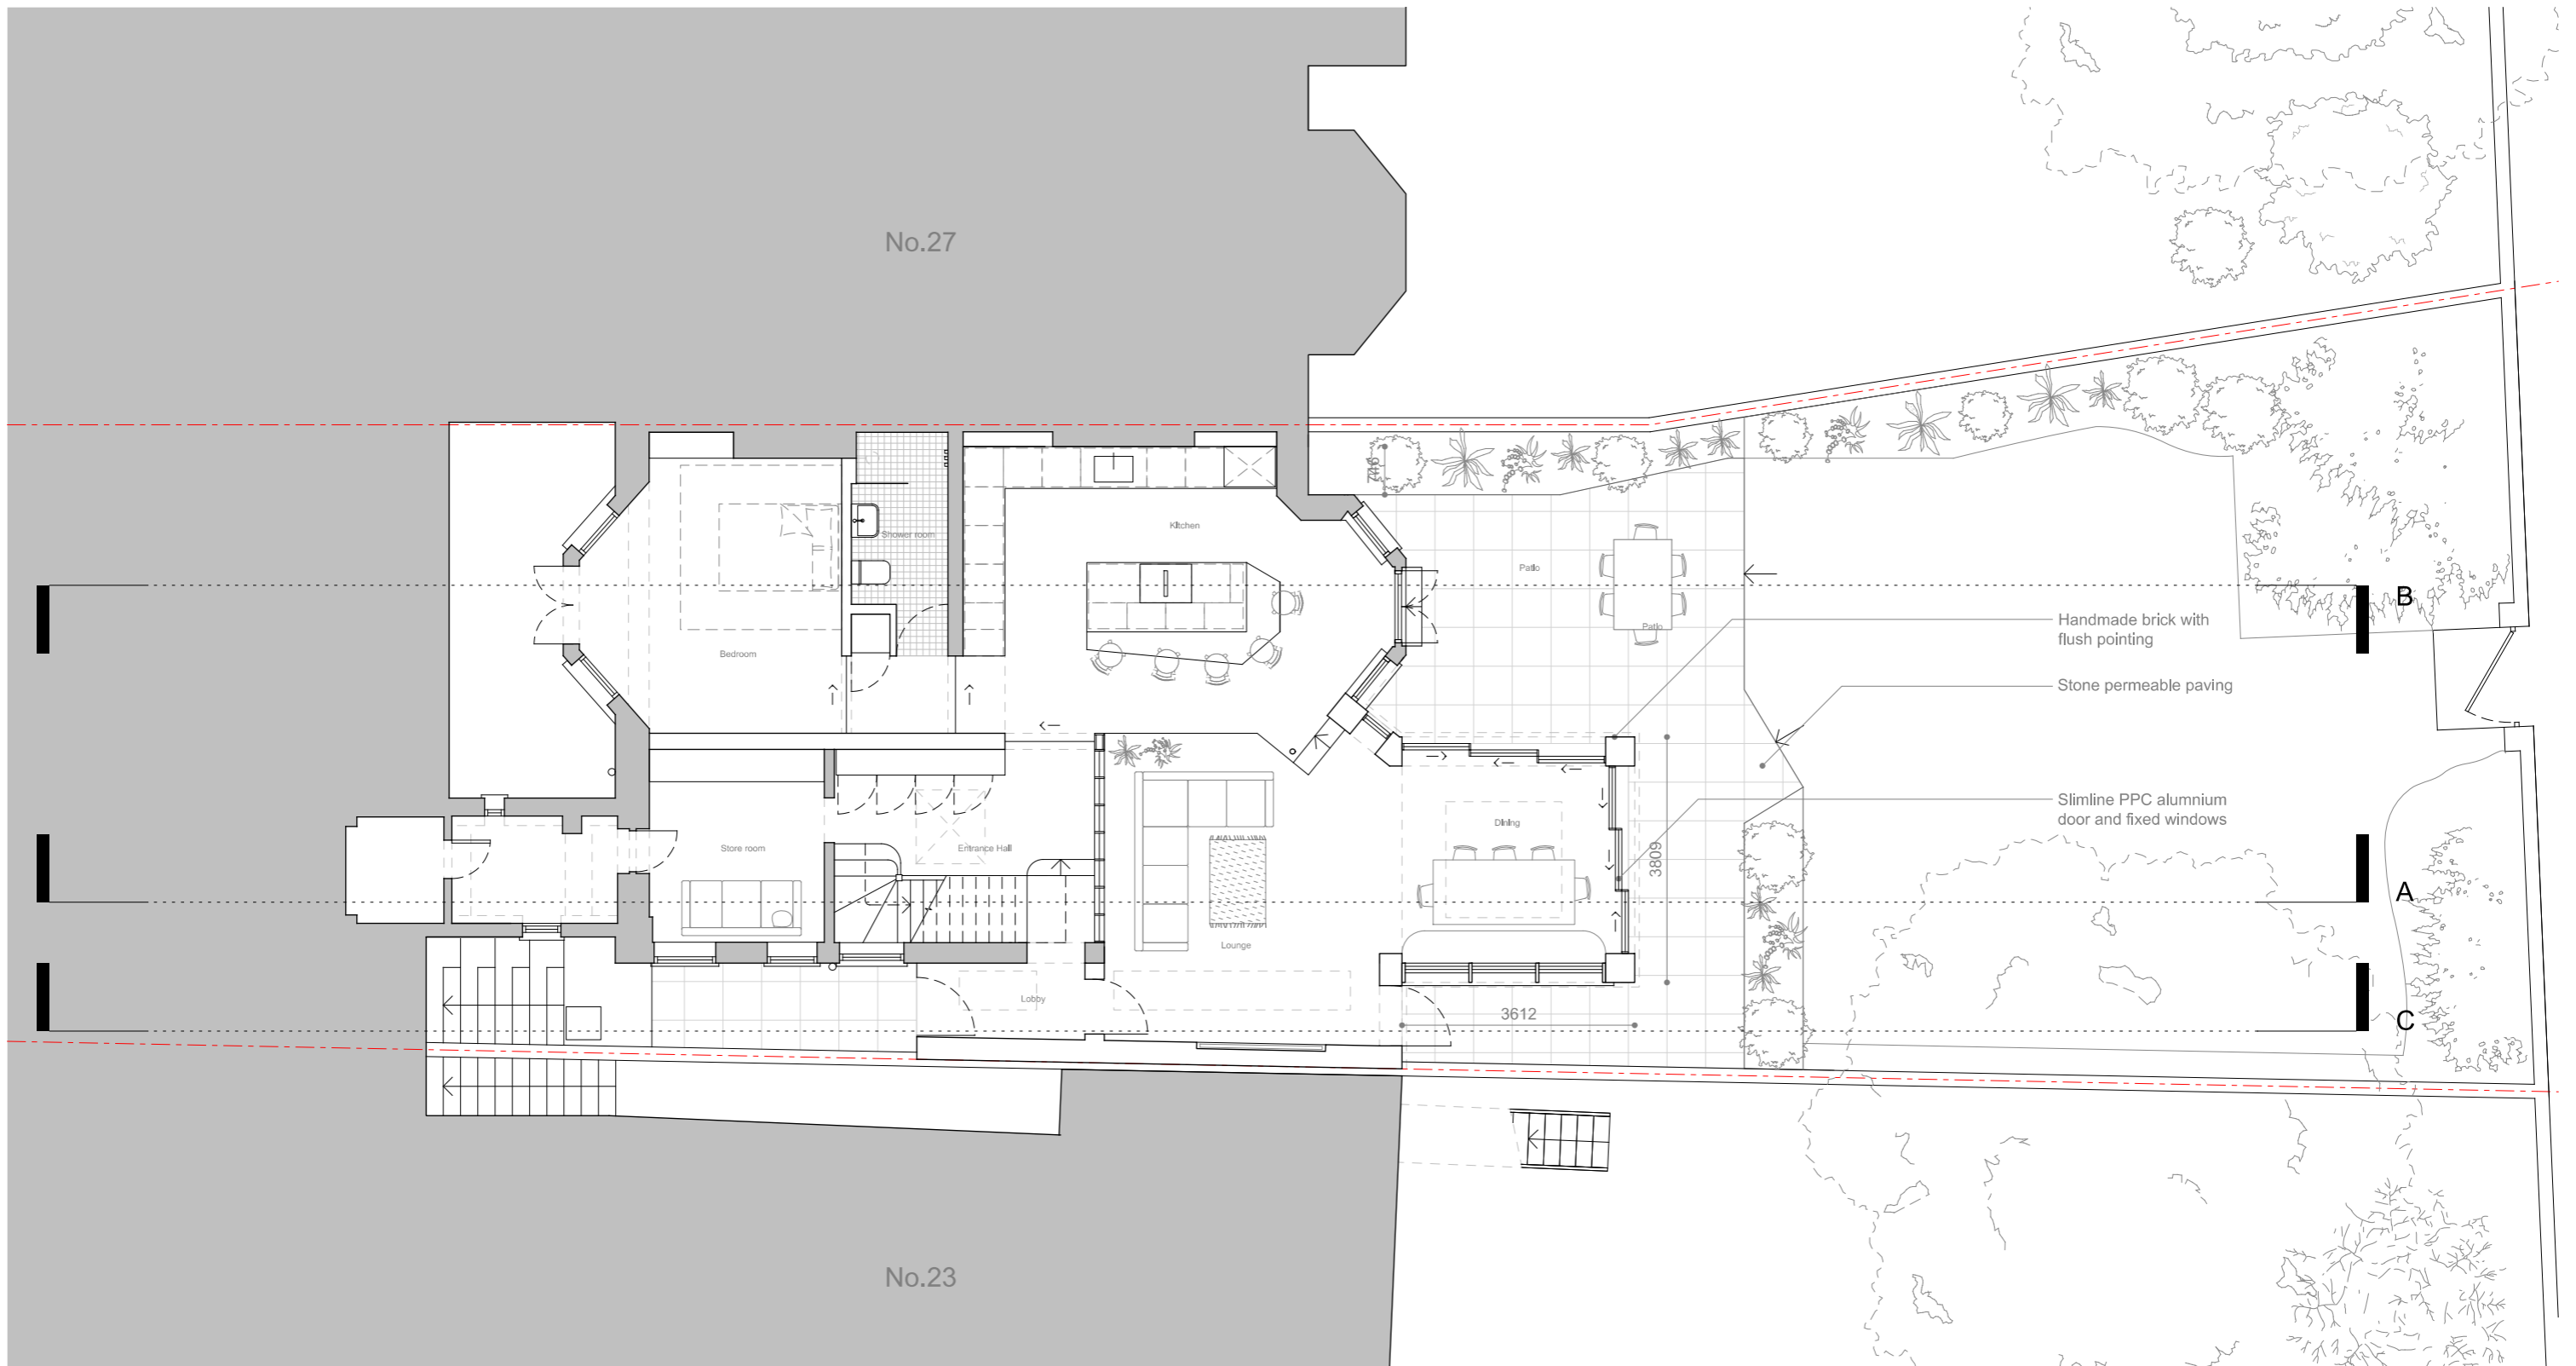 No.27
746
Kitchen
Shower room
Patio
B
Handmade brick with
flush pointing
Patio
Bedroom
Stone permeable paving
Slimline PPC alumnium
door and fixed windows
Dining
Store room
Entrance Hall
3809
A
Lounge
Lobby
3612
C
No.23